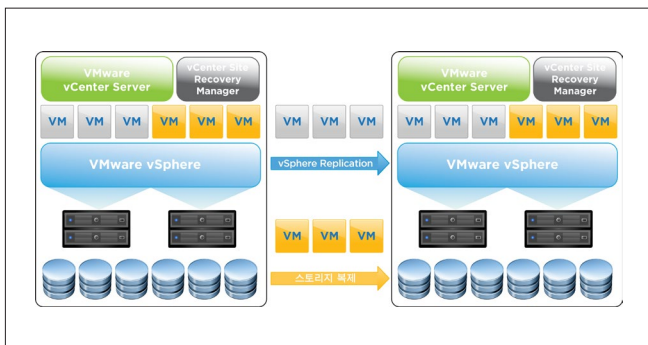 VMware
vCenter Server
vCenter Site
Recovery
Manager
VM VM VM VM VM VM
VMware vSphere
VM VM VM
vSphere Replication
VM VM VM
스토리지 복제
VMware
vCenter Server
vCenter Site
Recovery
Manager
VM VM VM VM VM VM
VMware vSphere